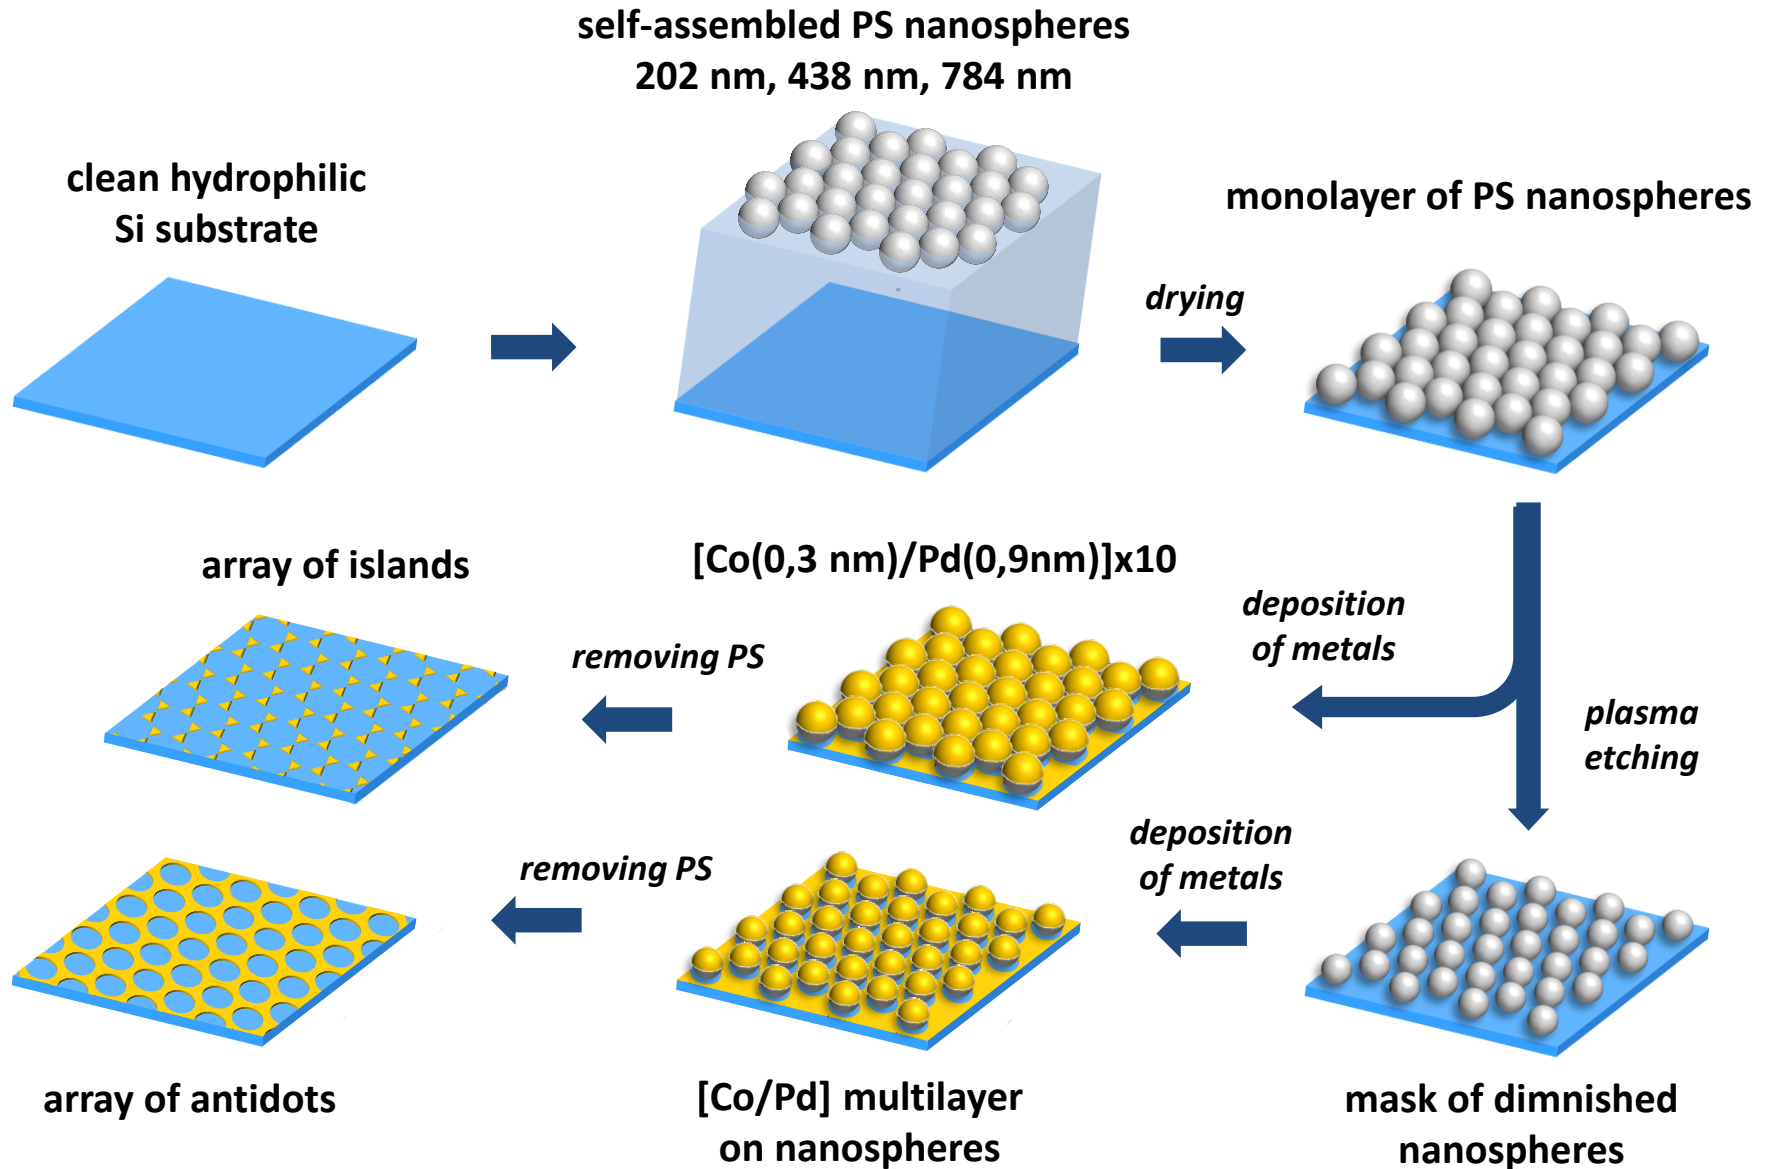 self-assembled PS nanospheres
202 nm, 438 nm, 784 nm
clean hydrophilic
Si substrate
monolayer of PS nanospheres
drying
array of islands
[Co(0,3 nm)/Pd(0,9nm)]x10
deposition
of metals
removing PS
plasma
etching
deposition
of metals
removing PS
array of antidots
[Co/Pd] multilayer
on nanospheres
mask of dimnished
nanospheres